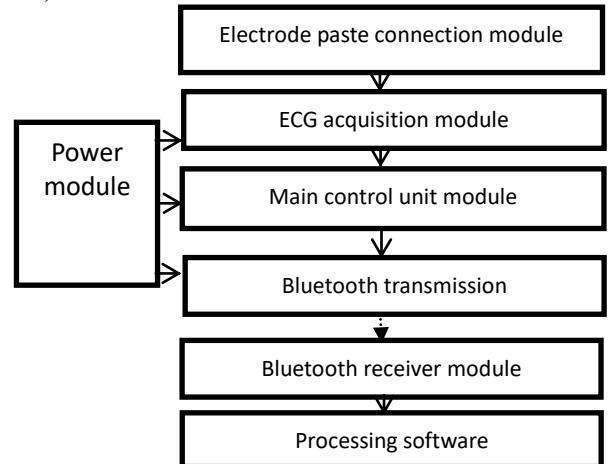 Electrode paste connection module
ECG acquisition module
Power
module
Main control unit module
Bluetooth transmission
Bluetooth receiver module
Processing software